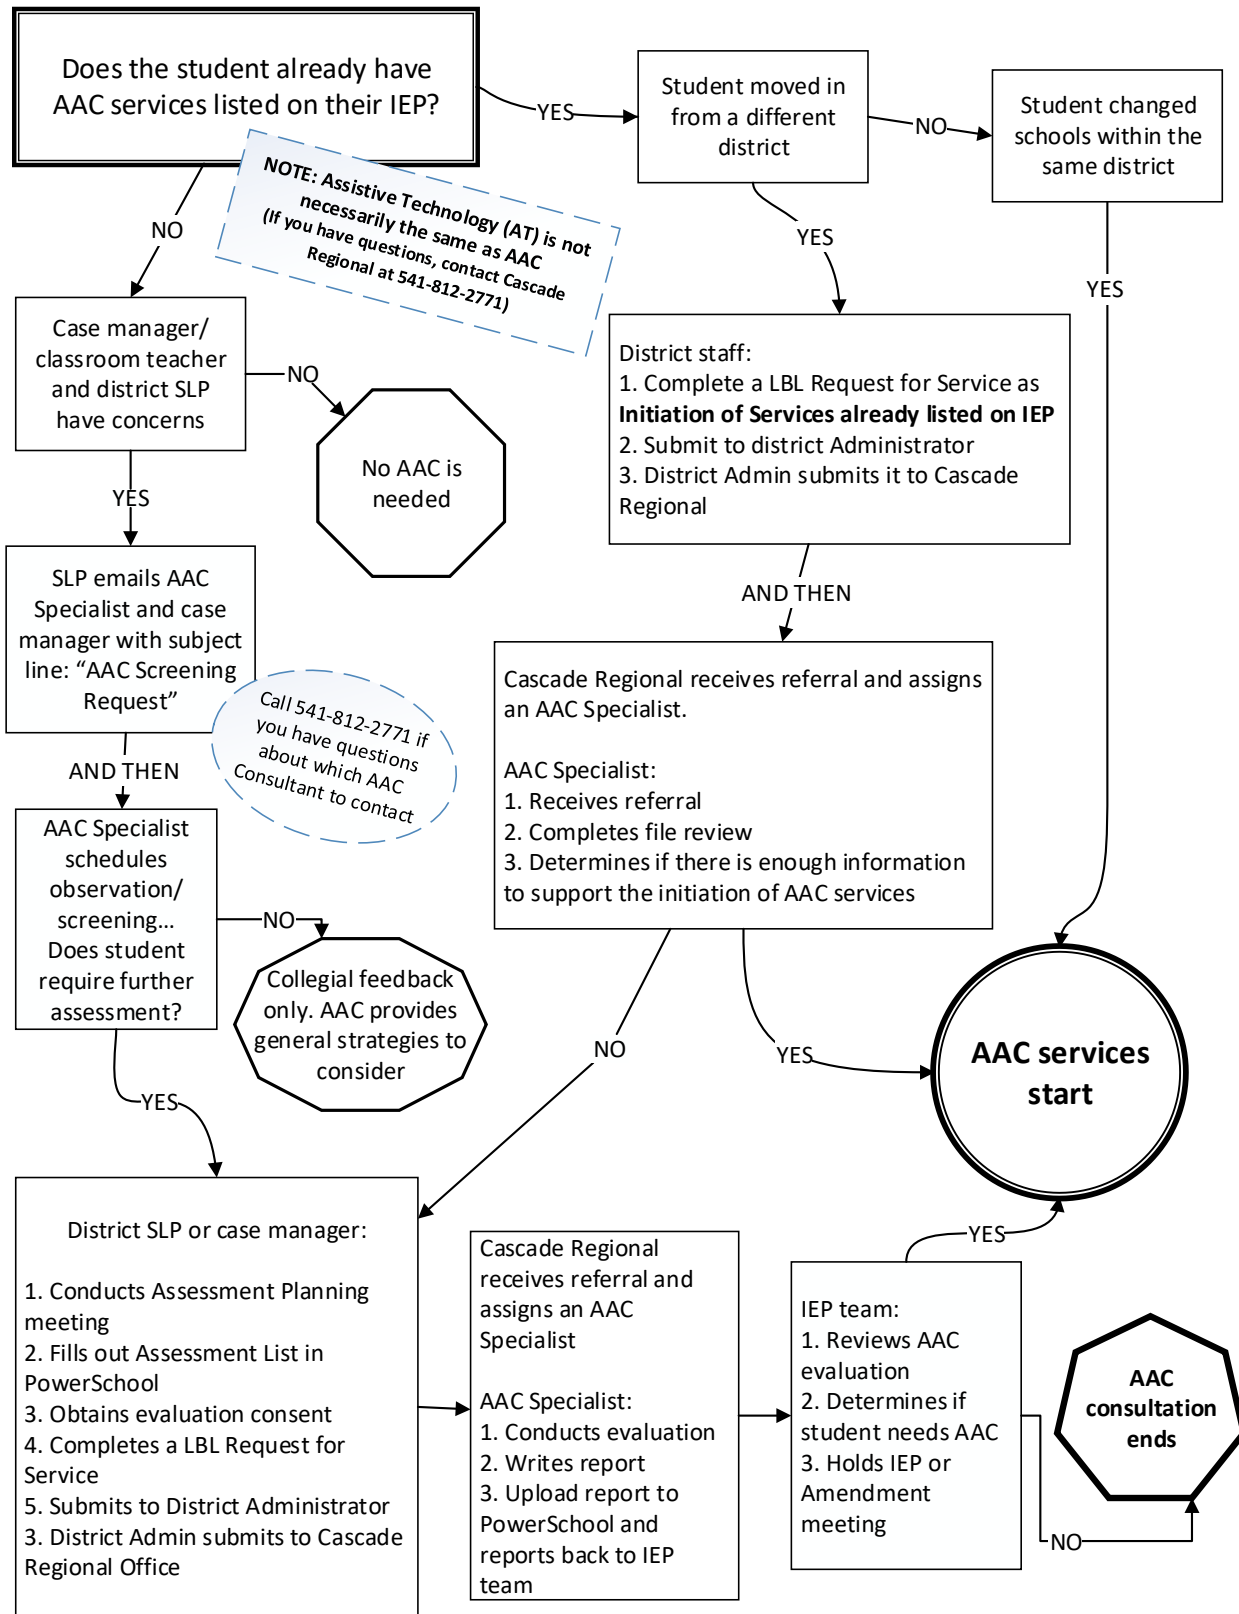 Does the student already have
AAC services listed on their IEP?
YES
Student moved in
from a different
district
NO
Student changed
schools within the
same district
NO
NOTE: Assistive Technology (AT) is not
necessarily the same as AAC
(If you have questions, contact Cascade
Regional at 541-812-2771)
YES
YES
Case manager/
classroom teacher
and district SLP
have concerns
NO
No AAC is
needed
District staff:
1. Complete a LBL Request for Service as
Initiation of Services already listed on IEP
2. Submit to district Administrator
3. District Admin submits it to Cascade
Regional
YES
SLP emails AAC
Specialist and case
manager with subject
line: “AAC Screening
Request”
AND THEN
Call 541-812-2771 if
you have questions
about which AAC
Consultant to contact
AND THEN
Cascade Regional receives referral and assigns
an AAC Specialist.
AAC Specialist:
1. Receives referral
2. Completes file review
3. Determines if there is enough information
to support the initiation of AAC services
AAC Specialist
schedules
observation/
screening…
Does student
require further
assessment?
NO
Collegial feedback
only. AAC provides
general strategies to
consider
NO
YES
AAC services
start
YES
District SLP or case manager:
1. Conducts Assessment Planning
meeting
2. Fills out Assessment List in
PowerSchool
3. Obtains evaluation consent
4. Completes a LBL Request for
Service
5. Submits to District Administrator
3. District Admin submits to Cascade
Regional Office
Cascade Regional
receives referral and
assigns an AAC
Specialist
AAC Specialist:
1. Conducts evaluation
2. Writes report
3. Upload report to
PowerSchool and
reports back to IEP
team
YES
IEP team:
1. Reviews AAC
evaluation
2. Determines if
student needs AAC
3. Holds IEP or
Amendment
meeting
NO
AAC
consultation
ends